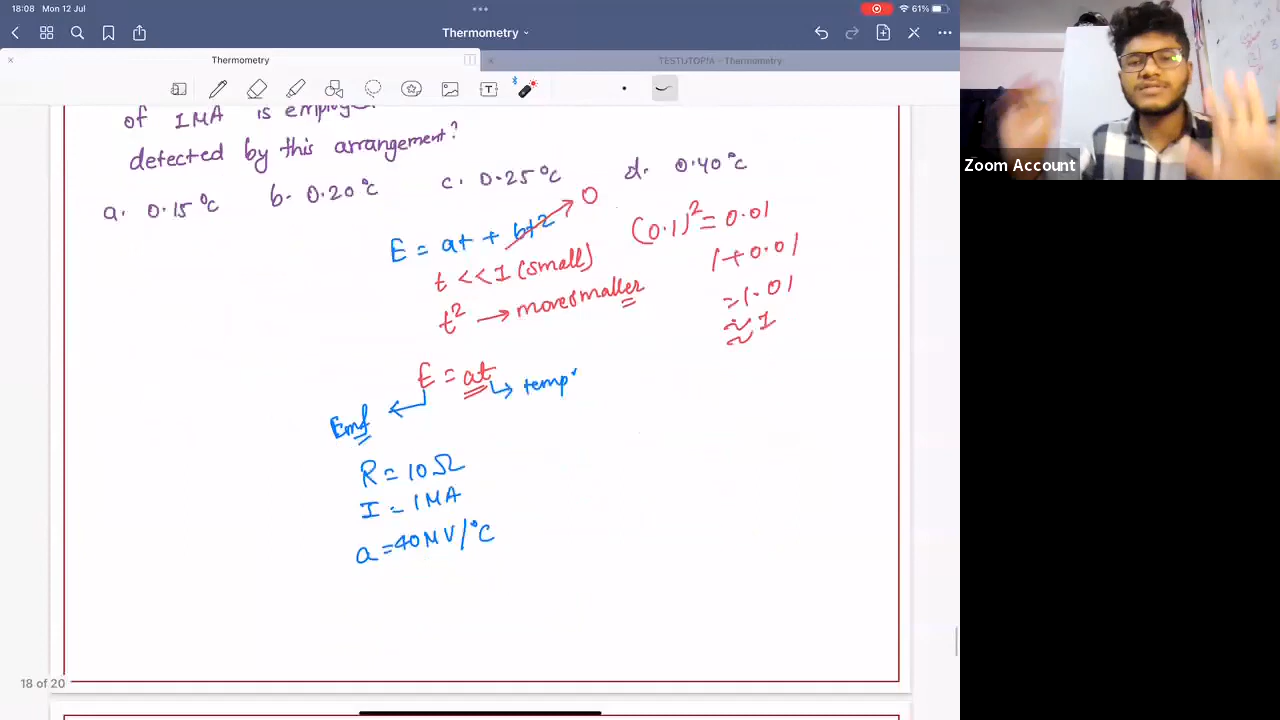 18:08 Mon 12 Jul
61%
Thermometry
Thermometry
TESTUTOPIA - Thermometry
Zoom Account
of 1MA is employ
detected by this arrangement?
a. 0.15°C b. 0.20°C c. 0.25°C d. 0.40°C
E = at + bt2 → 0
t << 1 (small)
t² → more smaller
(0.1)² = 0.01
1 + 0.01
= 1.01
≈ 1
E = at
↳ temp
Emf
R = 10Ω
I = 1MA
a = 40MV/°C
18 of 20